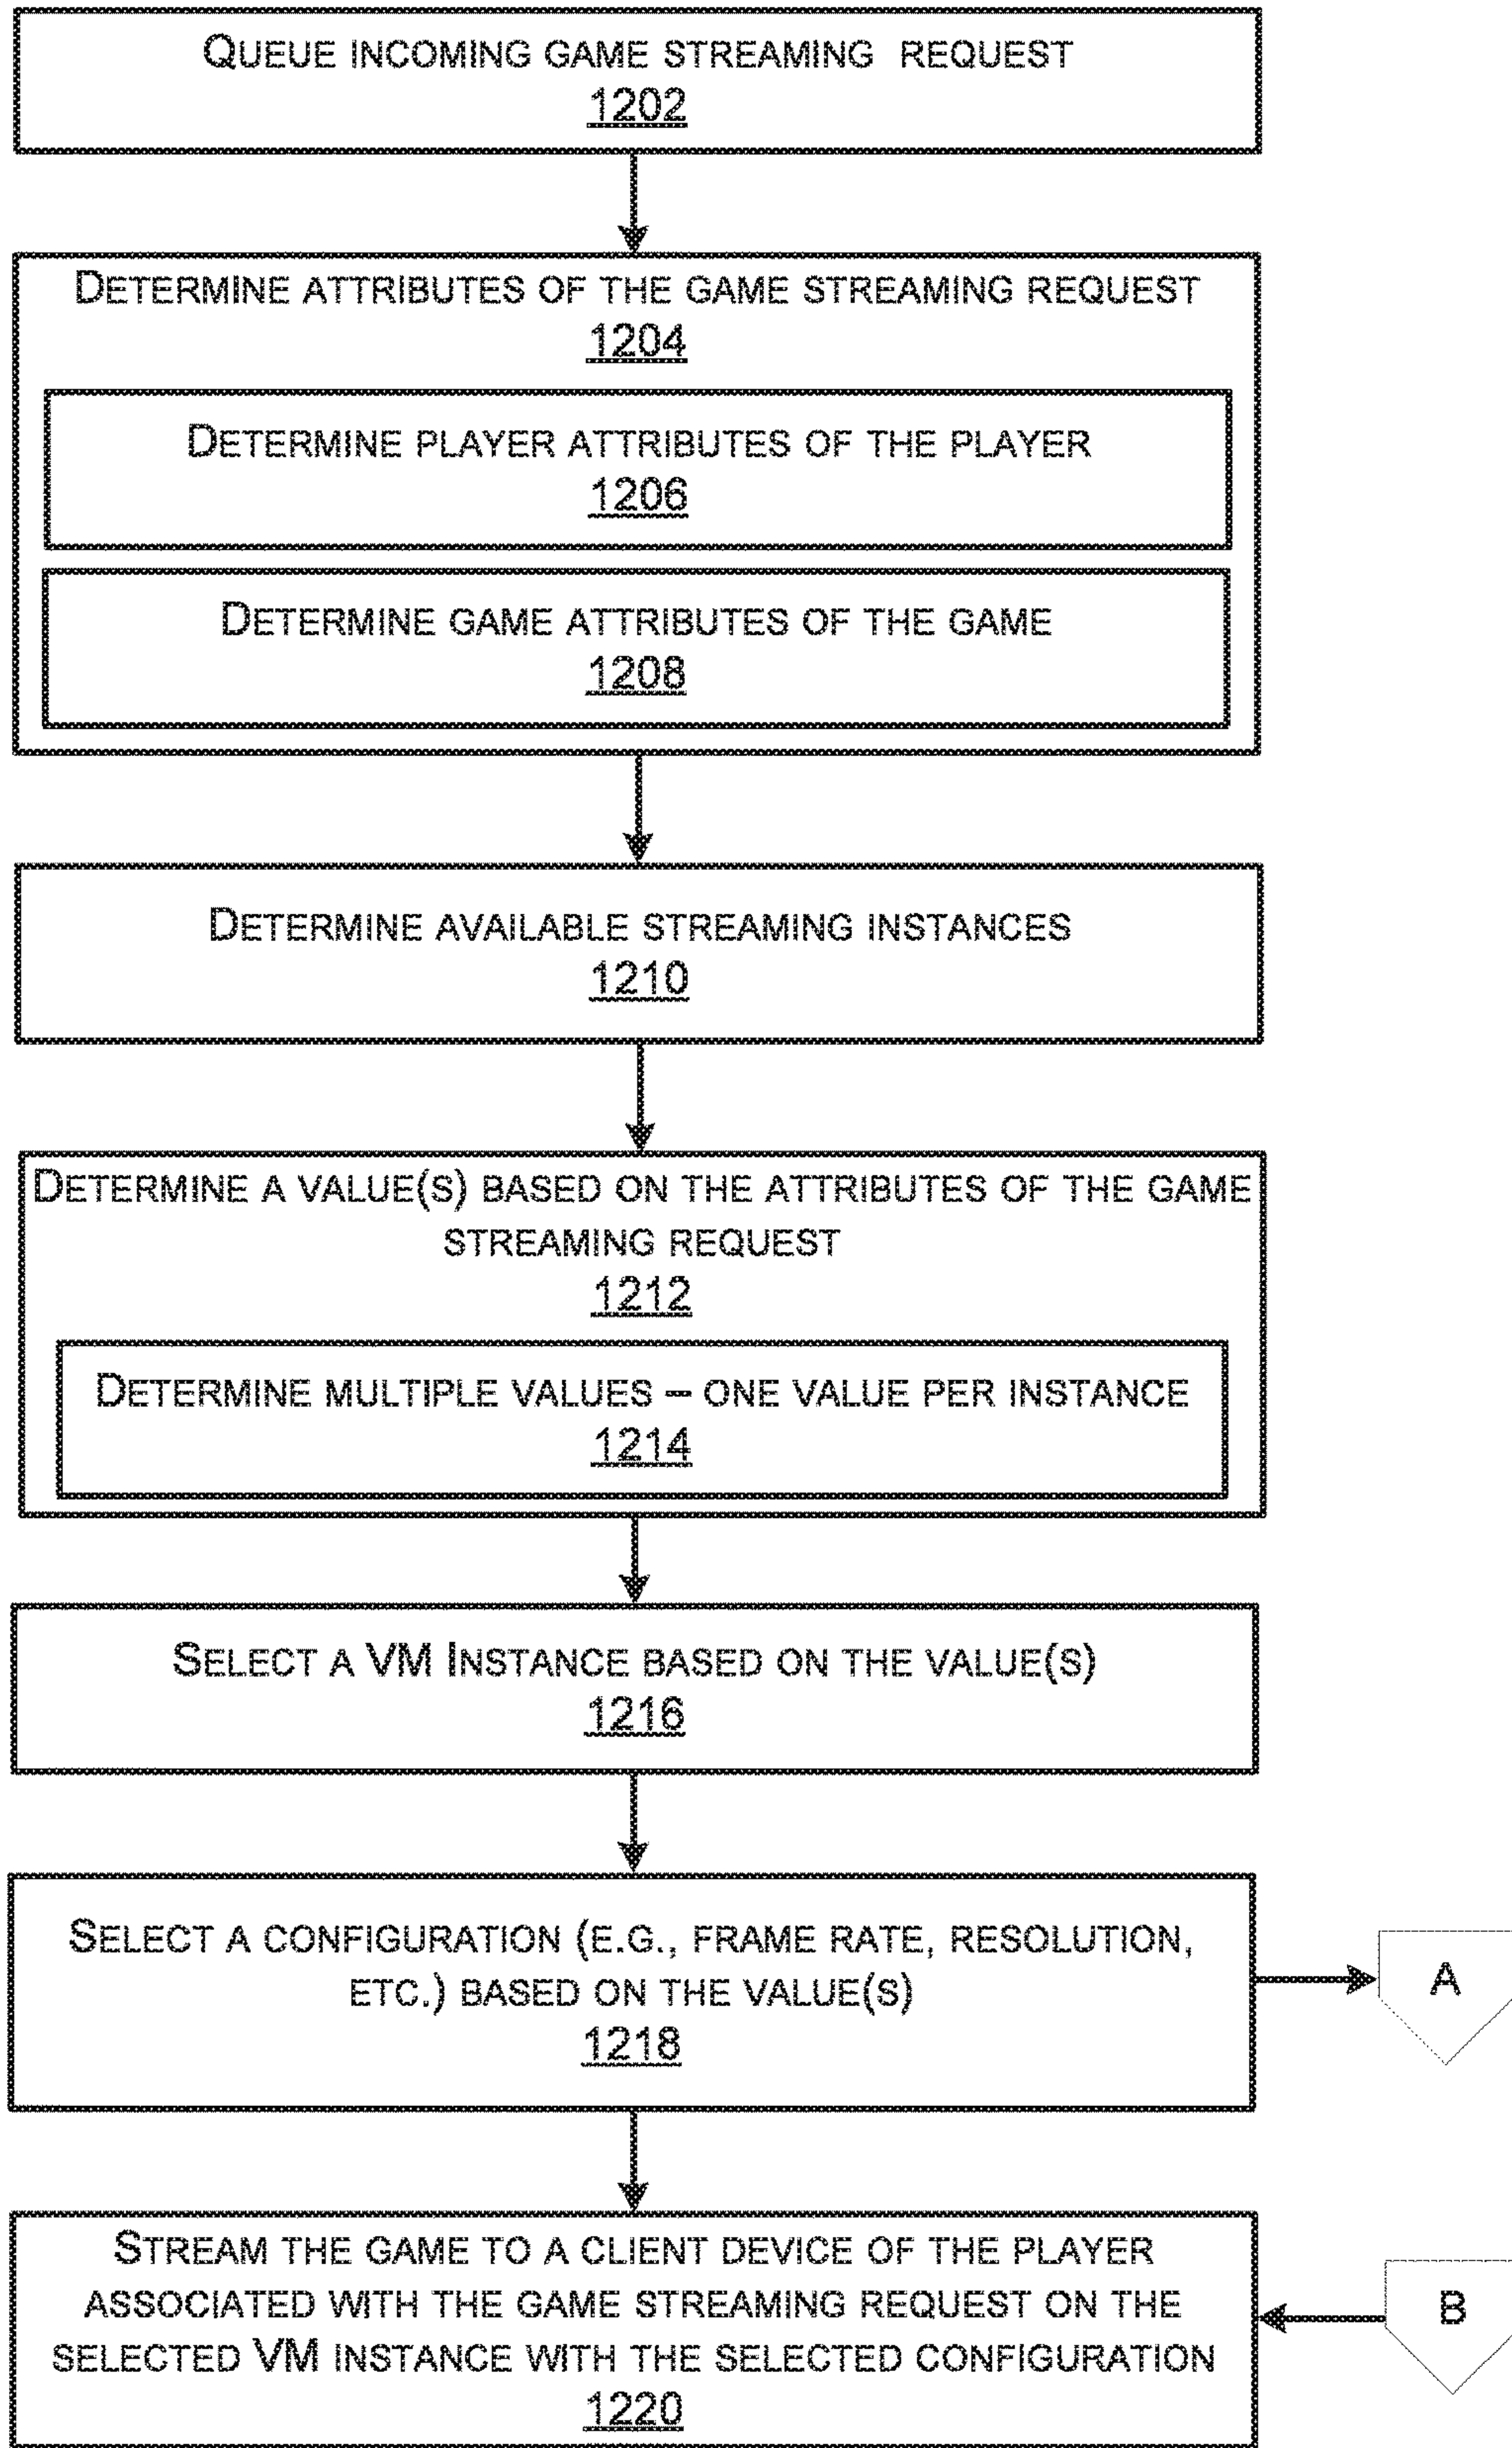 QUEUE INCOMING GAME STREAMING REQUEST
1202
DETERMINE ATTRIBUTES OF THE GAME STREAMING REQUEST
1204
DETERMINE PLAYER ATTRIBUTES OF THE PLAYER
1206
DETERMINE GAME ATTRIBUTES OF THE GAME
1208
DETERMINE AVAILABLE STREAMING INSTANCES
1210
DETERMINE A VALUE(S) BASED ON THE ATTRIBUTES OF THE GAME
STREAMING REQUEST
1212
DETERMINE MULTIPLE VALUES – ONE VALUE PER INSTANCE
1214
SELECT A VM INSTANCE BASED ON THE VALUE(S)
1216
SELECT A CONFIGURATION (E.G., FRAME RATE, RESOLUTION,
ETC.) BASED ON THE VALUE(S)
1218
A
STREAM THE GAME TO A CLIENT DEVICE OF THE PLAYER
ASSOCIATED WITH THE GAME STREAMING REQUEST ON THE
SELECTED VM INSTANCE WITH THE SELECTED CONFIGURATION
1220
B